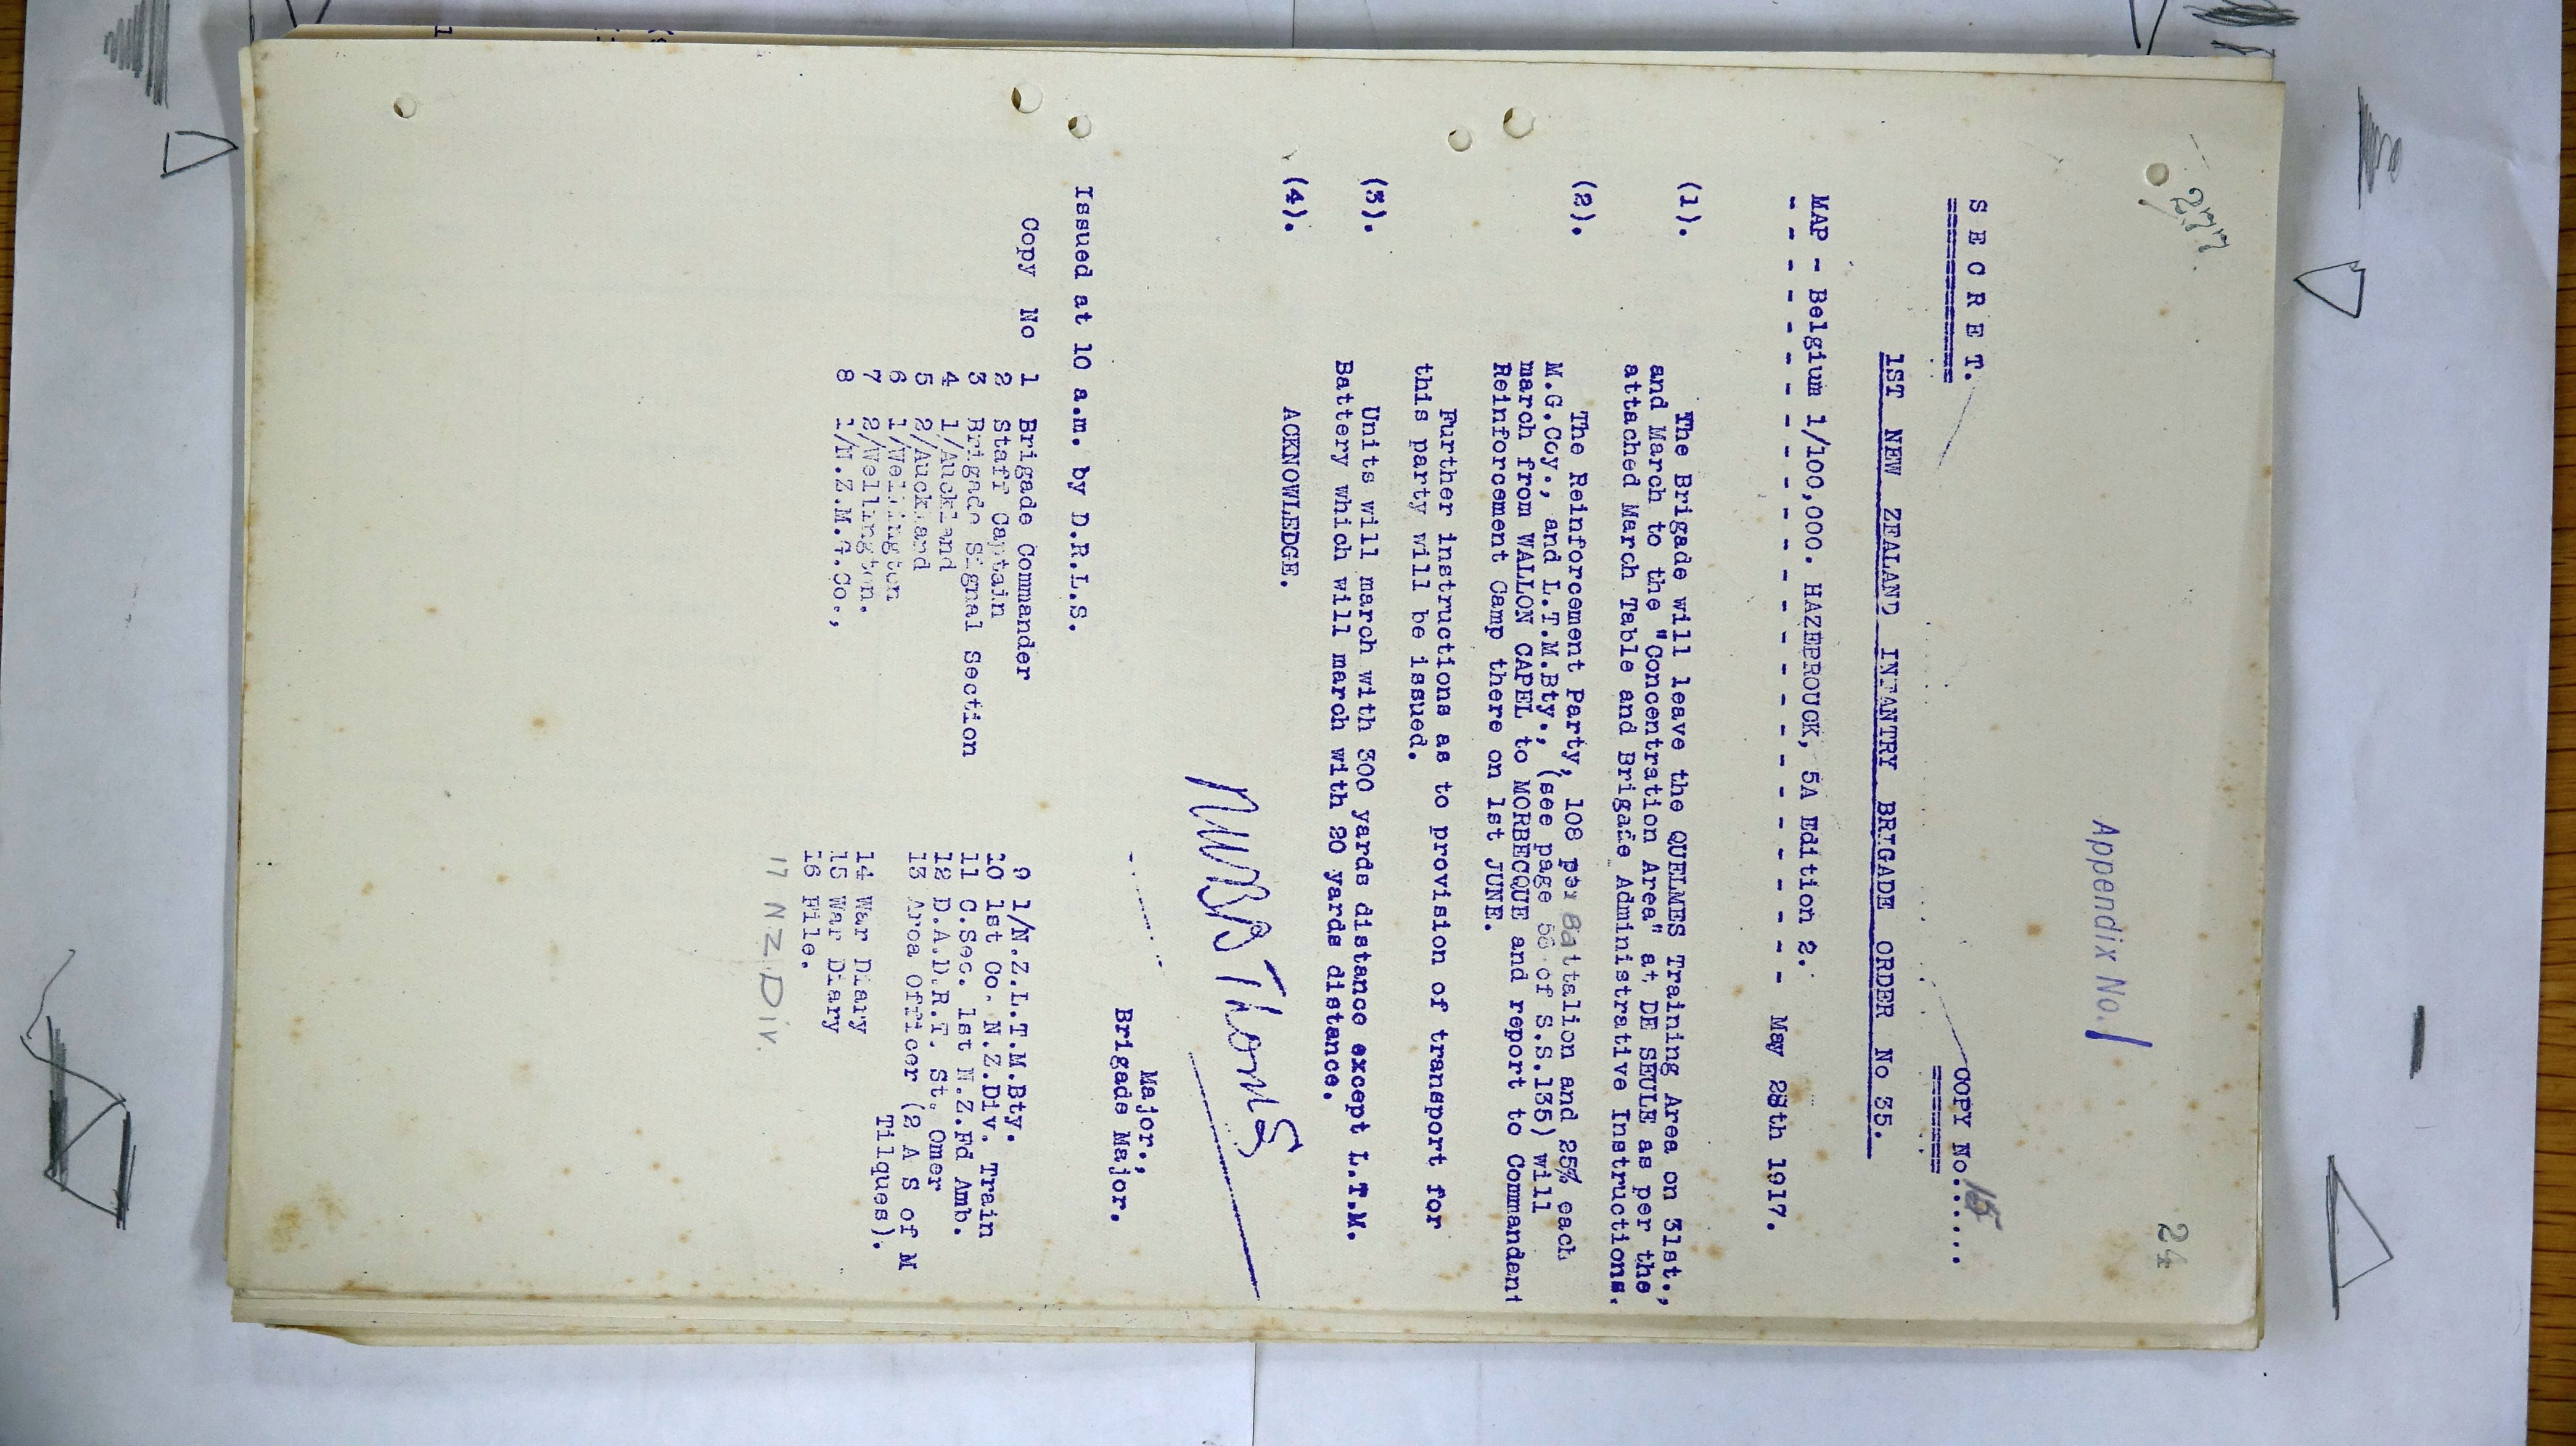 277.
24
Appendix No. 1
S E C R E T.
COPY No. 15......
1ST NEW ZEALAND INFANTRY BRIGADE ORDER No 35.
MAP - Belgium 1/100,000. HAZEBROUCK, 5A Edition 2.
May 28th 1917.
(1). The Brigade will leave the QUELMES Training Area on 31st.,
and March to the "Concentration Area" at DE SEULE as per the
attached March Table and Brigade Administrative Instructions.
(2). The Reinforcement Party, 108 per Battalion and 25% each
M.G.Coy., and L.T.M.Bty., (see page 56 of S.S.135) will
march from WALLON CAPEL to MORBECQUE and report to Commandant
Reinforcement Camp there on 1st JUNE.
Further instructions as to provision of transport for
this party will be issued.
(3). Units will march with 300 yards distance except L.T.M.
Battery which will march with 20 yards distance.
(4). ACKNOWLEDGE.
Major.,
Brigade Major.
Issued at 10 a.m. by D.R.L.S.
Copy No 1 Brigade Commander
2 Staff Captain
3 Brigade Signal Section
4 1/Auckland
5 2/Auckland
6 1/Wellington
7 2/Wellington.
8 1/N.Z.M.G.Co.,
9 1/N.Z.L.T.M.Bty.
10 1st Co. N.Z.Div. Train
11 C.Sec. 1st N.Z.Fd Amb.
12 D.A.D.R.T. St, Omer
13 Area Officer (2 A S of M
Tilques).
14 War Diary
15 War Diary
16 File.
17 N.Z.Div.